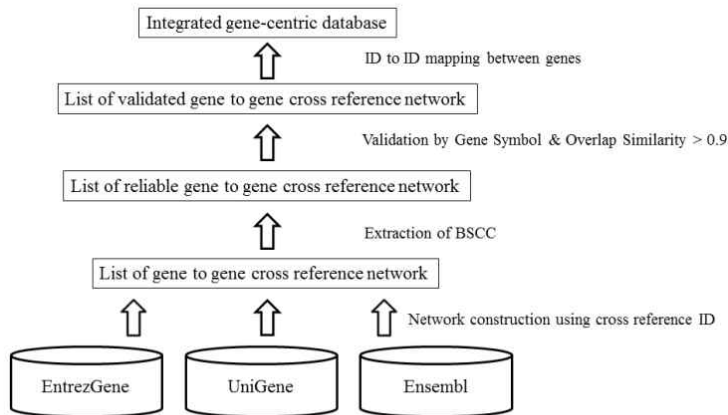 Integrated gene-centric database
ID to ID mapping between genes
List of validated gene to gene cross reference network
Validation by Gene Symbol & Overlap Similarity > 0.9
List of reliable gene to gene cross reference network
Extraction of BSCC
List of gene to gene cross reference network
Network construction using cross reference ID
EntrezGene
UniGene
Ensembl